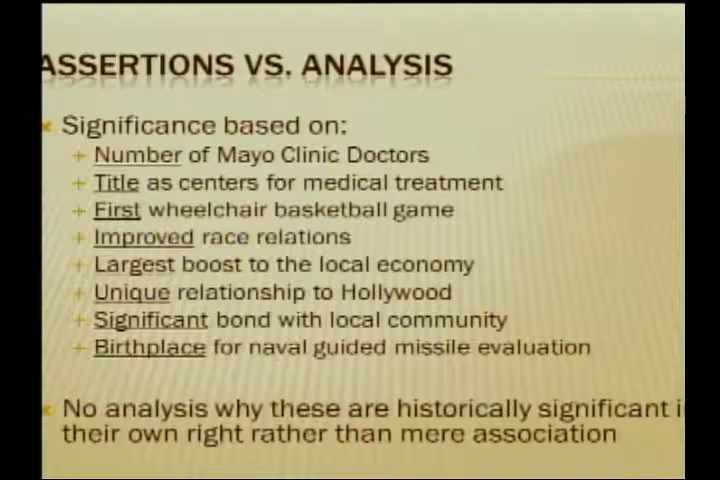 ASSERTIONS VS. ANALYSIS
Significance based on:
Number of Mayo Clinic Doctors
Title as centers for medical treatment
First wheelchair basketball game
Improved race relations
Largest boost to the local economy
Unique relationship to Hollywood
Significant bond with local community
Birthplace for naval guided missile evaluation
No analysis why these are historically significant i
their own right rather than mere association